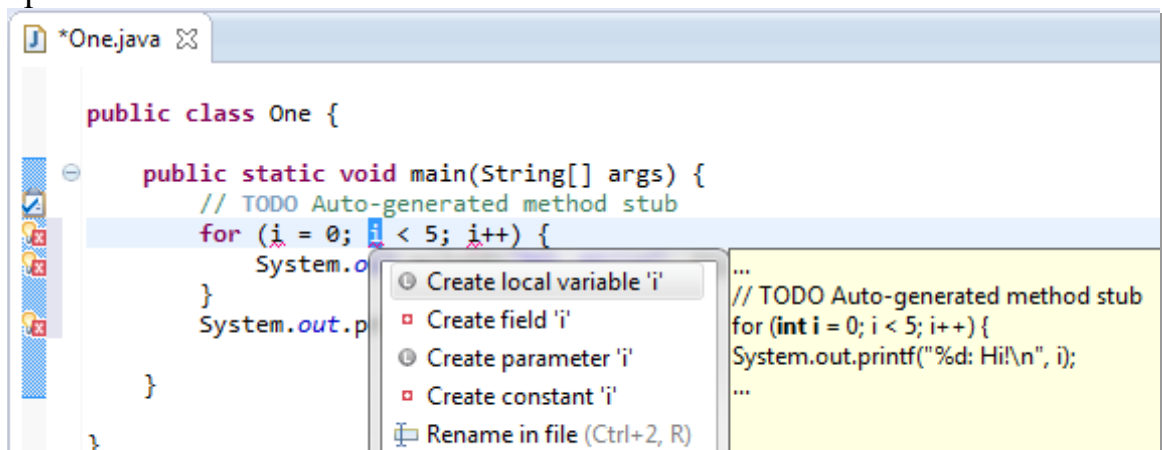 *One.java
public class One {
public static void main(String[] args) {
// TODO Auto-generated method stub
for (i = 0; i < 5; i++) {
System.o
}
System.out.p
}
}
Create local variable 'i'
Create field 'i'
Create parameter 'i'
Create constant 'i'
Rename in file (Ctrl+2, R)
...
// TODO Auto-generated method stub
for (int i = 0; i < 5; i++) {
System.out.printf("%d: Hi!\n", i);
...